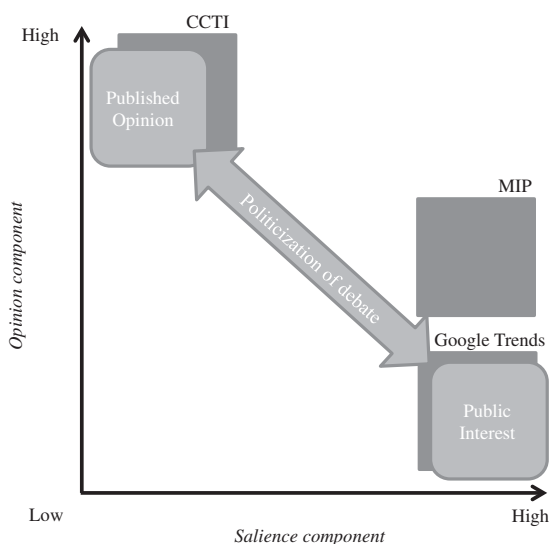 CCTI
High
Published
Opinion
Opinion component
Politicization of debate
MIP
Google Trends
Public
Interest
Low
High
Salience component